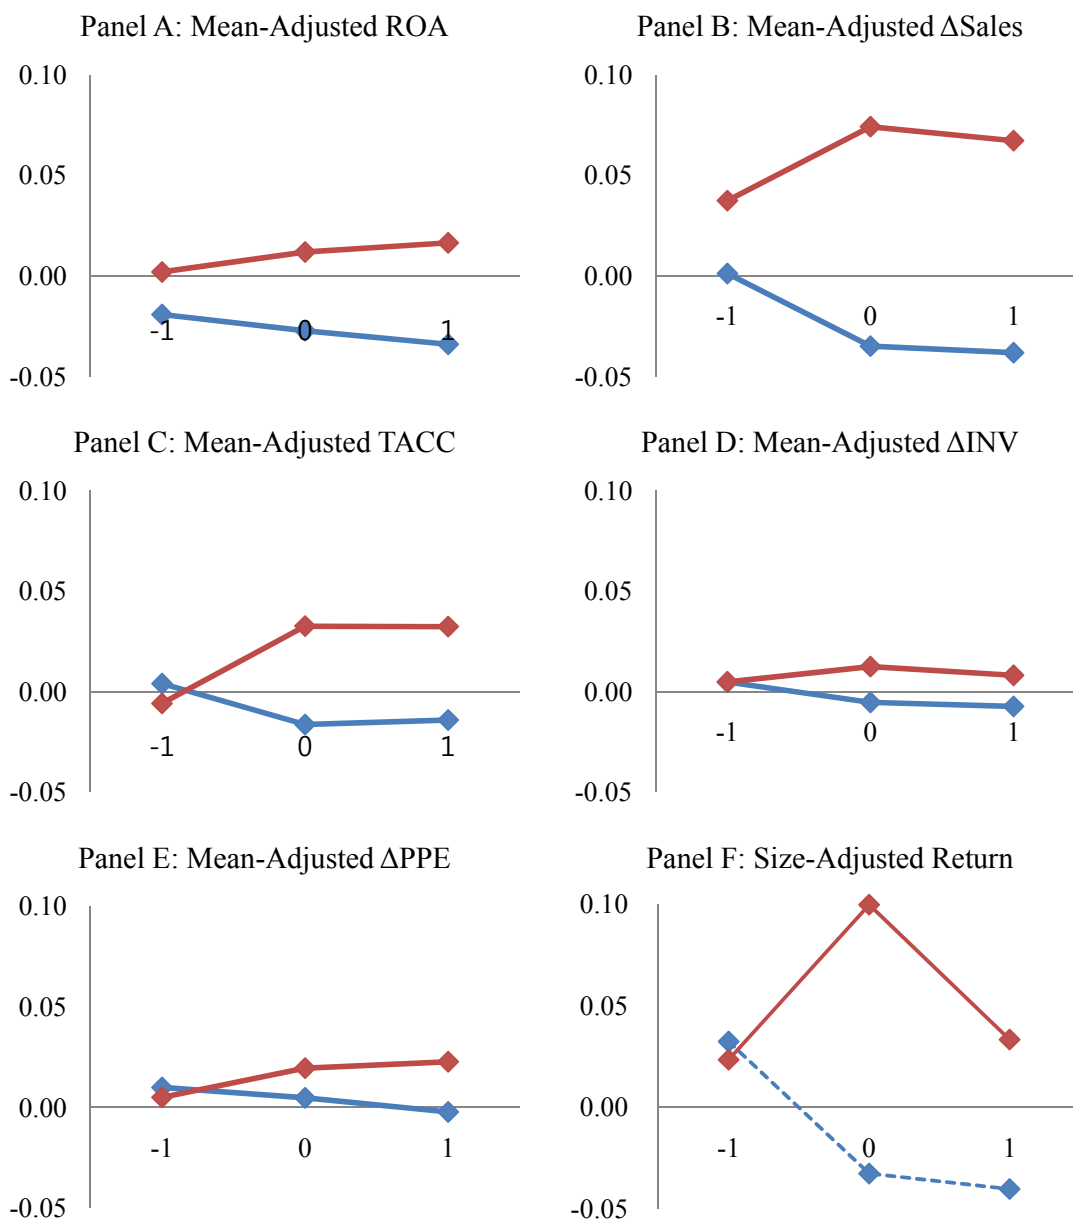 Panel A: Mean-Adjusted ROA
0.10
0.05
0.00
-0.05
-1 0 1
Panel B: Mean-Adjusted ΔSales
0.10
0.05
0.00
-0.05
-1 0 1
Panel C: Mean-Adjusted TACC
0.10
0.05
0.00
-0.05
-1 0 1
Panel D: Mean-Adjusted ΔINV
0.10
0.05
0.00
-0.05
-1 0 1
Panel E: Mean-Adjusted ΔPPE
0.10
0.05
0.00
-0.05
-1 0 1
Panel F: Size-Adjusted Return
0.10
0.05
0.00
-0.05
-1 0 1